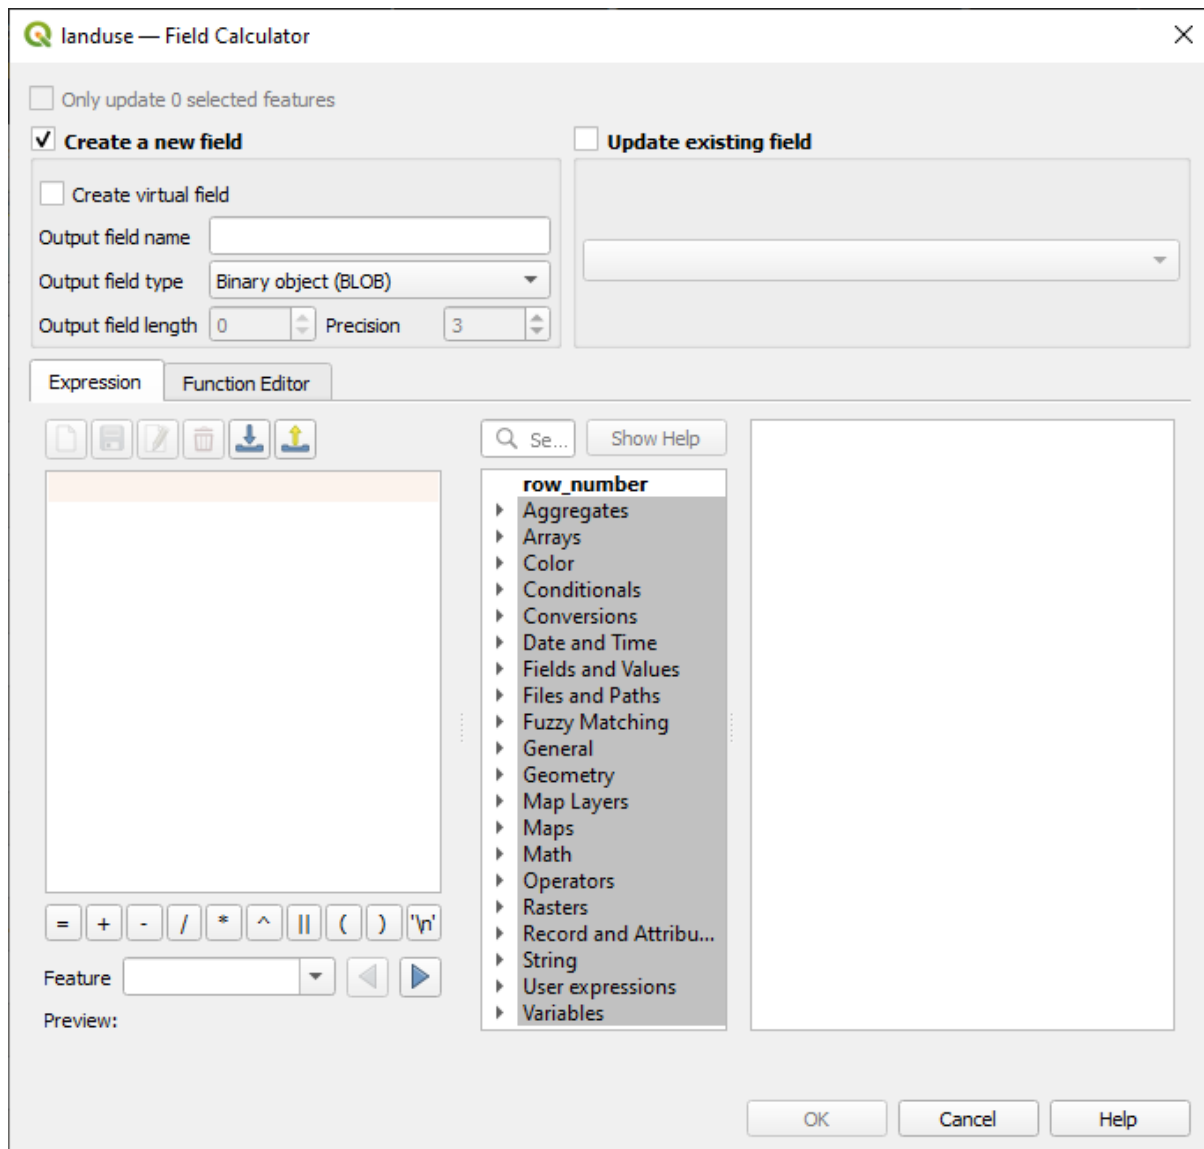 landuse — Field Calculator
Only update 0 selected features
Create a new field
Update existing field
Create virtual field
Output field name
Output field type Binary object (BLOB)
Output field length 0 Precision 3
Expression Function Editor
Se... Show Help
row_number
Aggregates
Arrays
Color
Conditionals
Conversions
Date and Time
Fields and Values
Files and Paths
Fuzzy Matching
General
Geometry
Map Layers
Maps
Math
Operators
Rasters
Record and Attribu...
String
User expressions
Variables
= + - / * ^ || ( ) '\n'
Feature
Preview:
OK Cancel Help